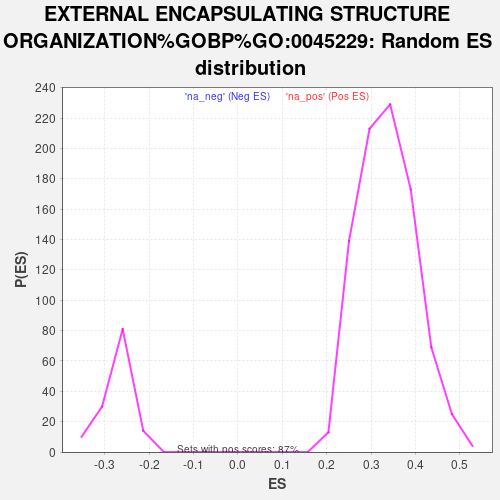 EXTERNAL ENCAPSULATING STRUCTURE
ORGANIZATION%GOBP%GO:0045229: Random ES
distribution
'na_neg' (Neg ES) 'na_pos' (Pos ES)
240
220
200
180
160
140
120
100
80
60
40
20
0
P(ES)
Sets with pos scores: 87%
-0.3 -0.2 -0.1 0.0 0.1 0.2 0.3 0.4 0.5
ES